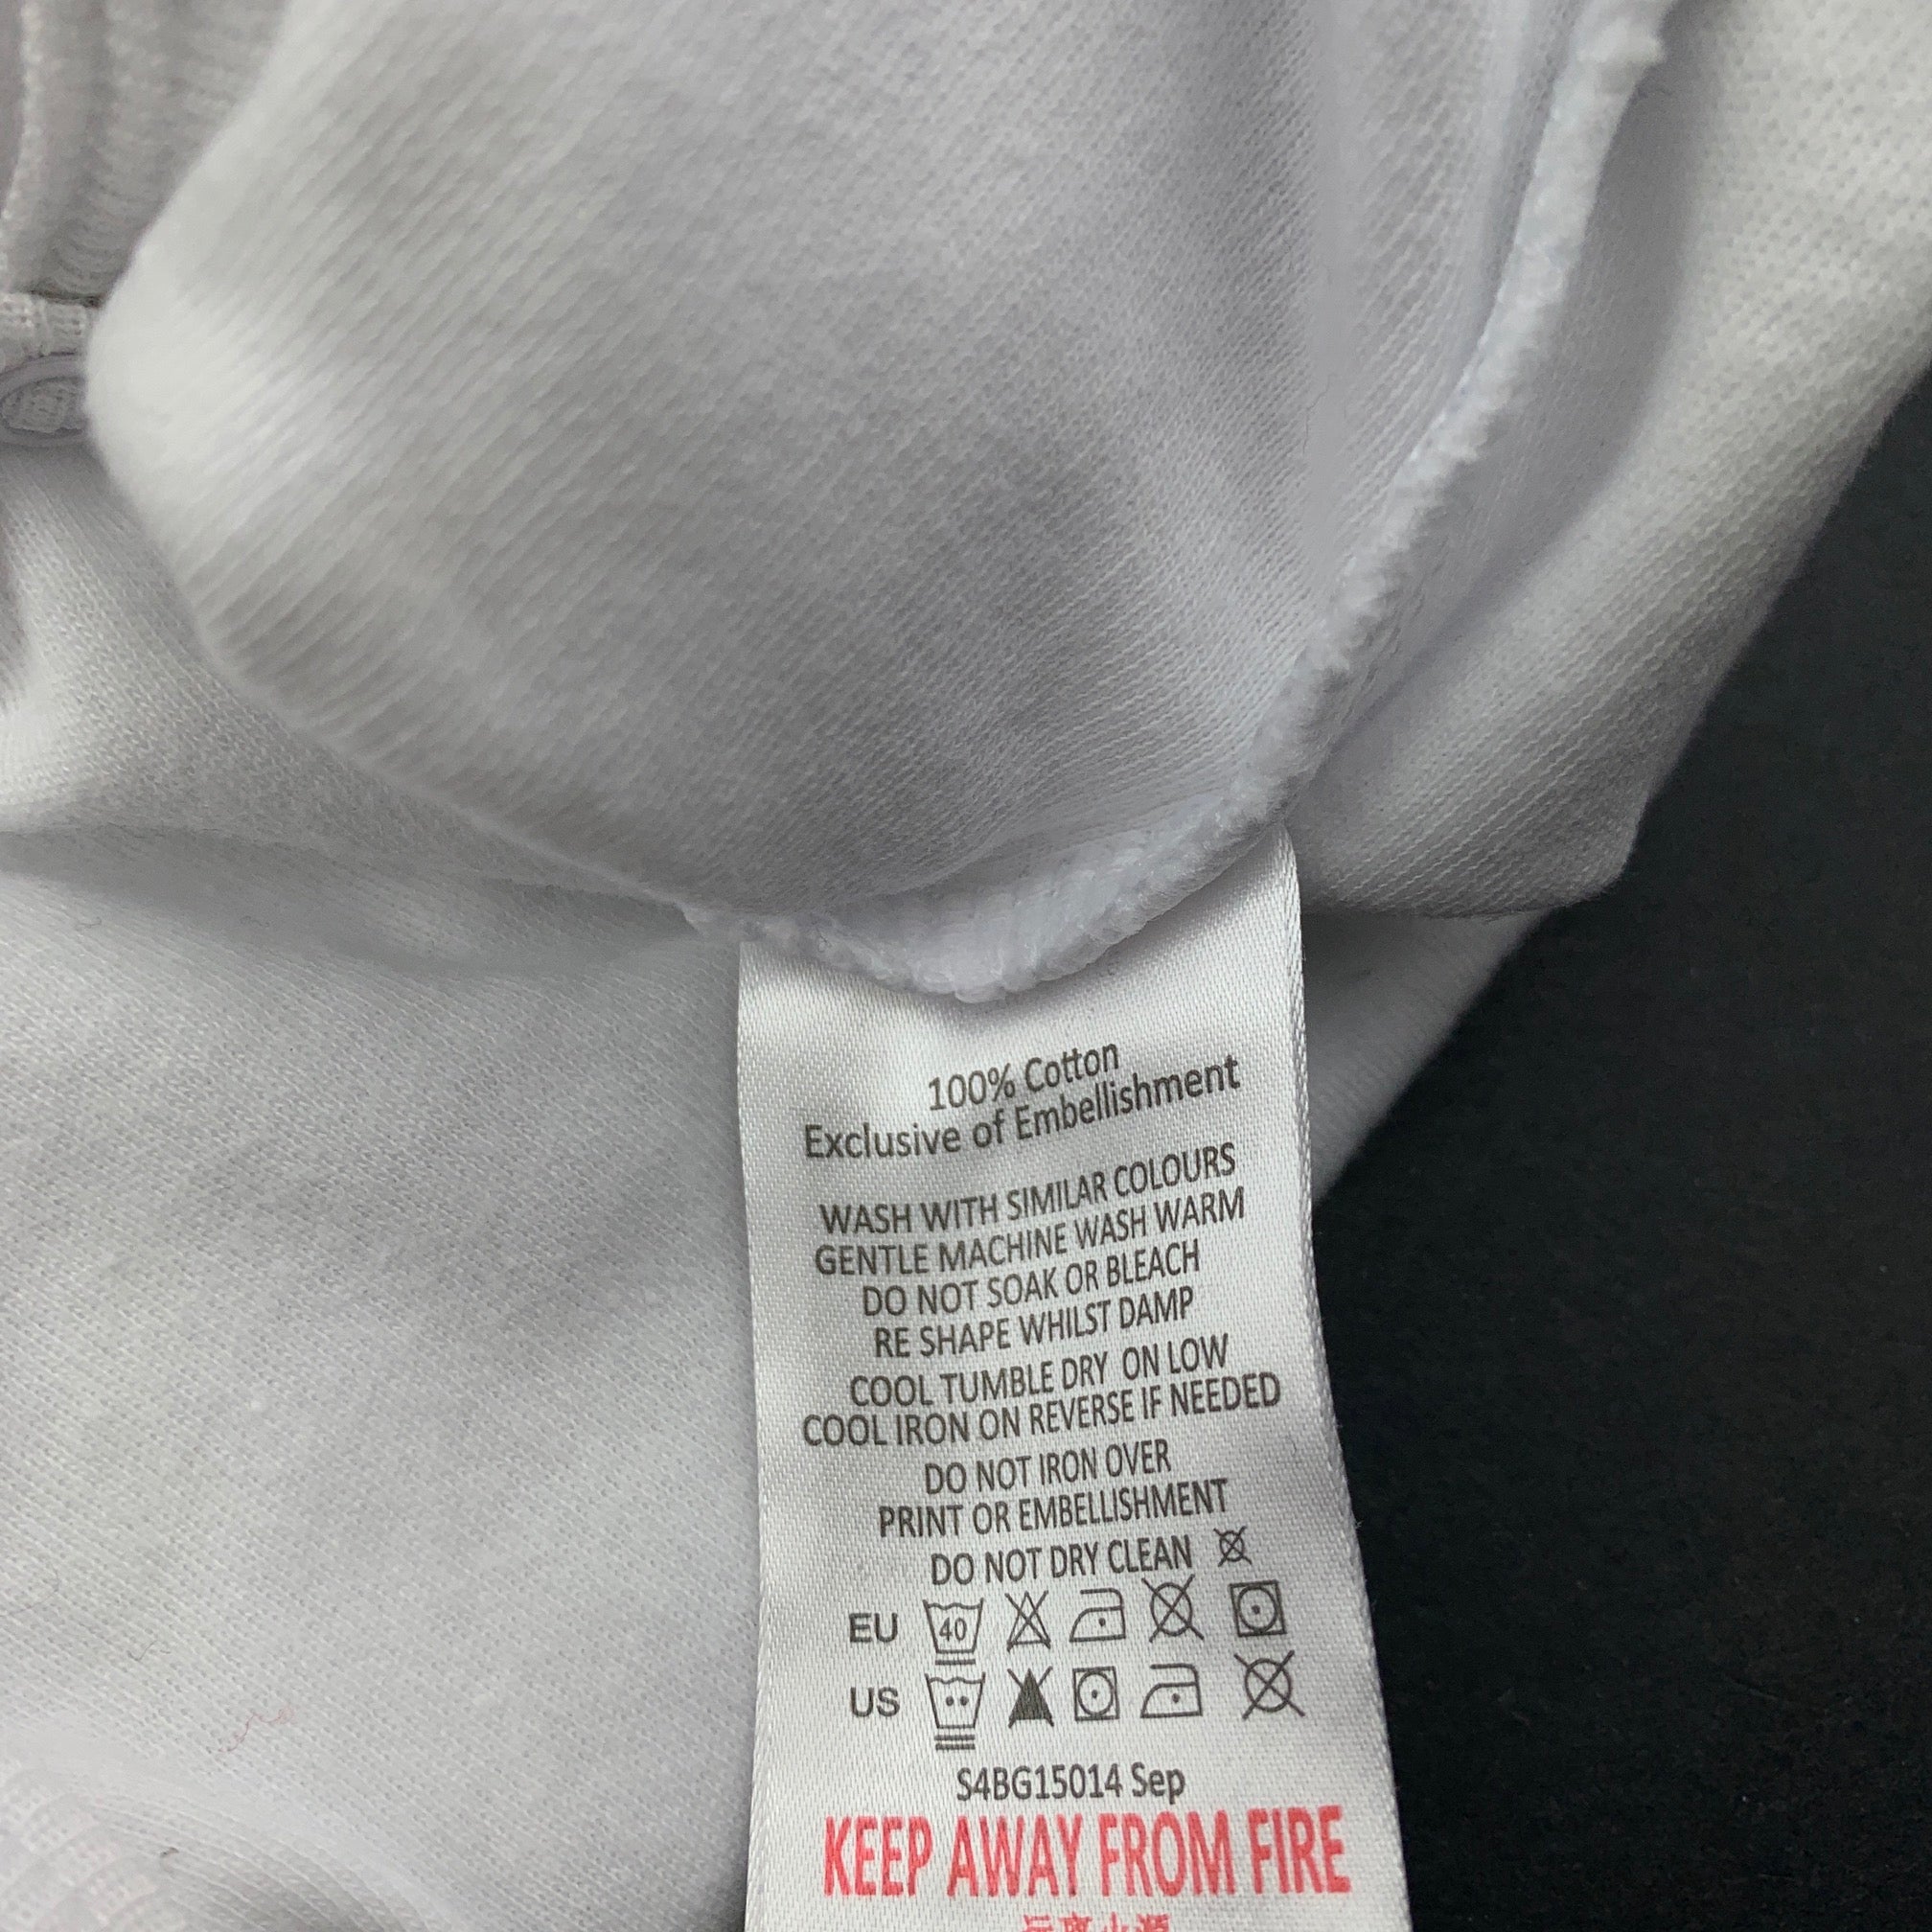 100% Cotton
Exclusive of Embellishment
WASH WITH SIMILAR COLOURS
GENTLE MACHINE WASH WARM
DO NOT SOAK OR BLEACH
RE SHAPE WHILST DAMP
COOL TUMBLE DRY ON LOW
COOL IRON ON REVERSE IF NEEDED
DO NOT IRON OVER
PRINT OR EMBELLISHMENT
DO NOT DRY CLEAN
EU 40
US
S4BG15014 Sep
KEEP AWAY FROM FIRE